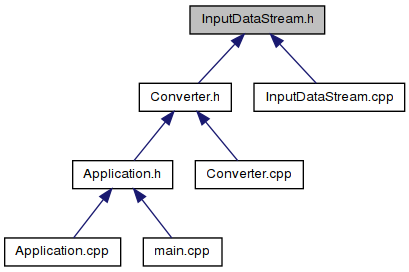 InputDataStream.h
Converter.h
InputDataStream.cpp
Application.h
Converter.cpp
Application.cpp
main.cpp